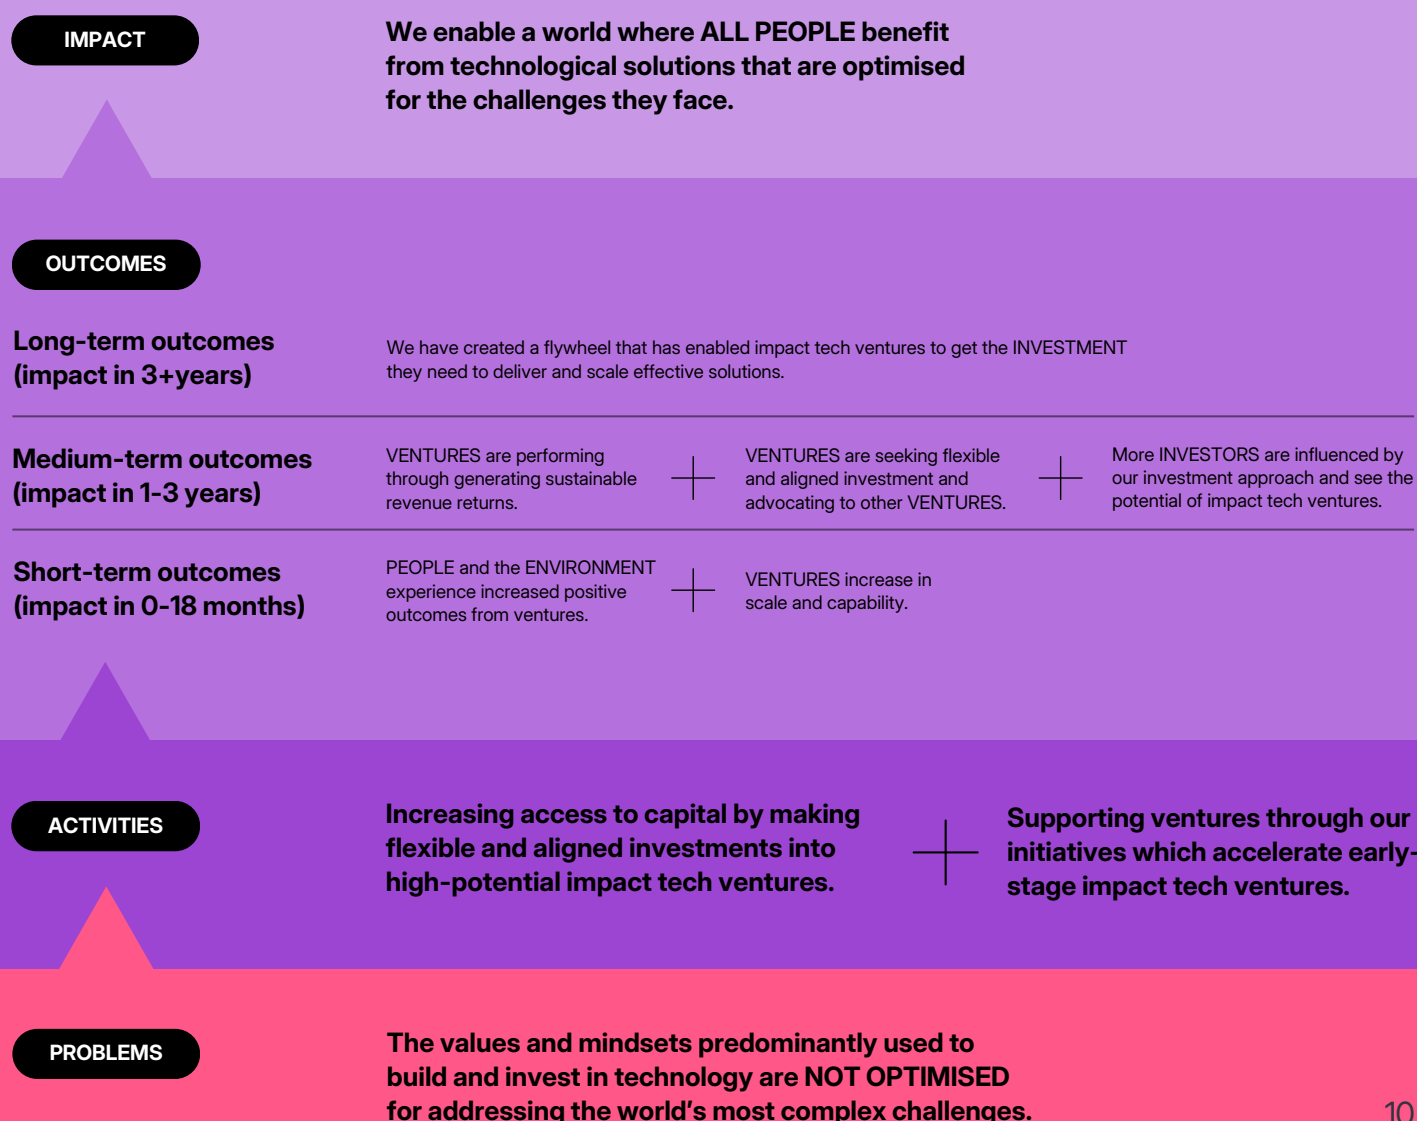 IMPACT
We enable a world where ALL PEOPLE benefit
from technological solutions that are optimised
for the challenges they face.
OUTCOMES
Long-term outcomes
(impact in 3+years)
We have created a flywheel that has enabled impact tech ventures to get the INVESTMENT
they need to deliver and scale effective solutions.
Medium-term outcomes
(impact in 1-3 years)
VENTURES are performing
through generating sustainable
revenue returns.
VENTURES are seeking flexible
and aligned investment and
advocating to other VENTURES.
More INVESTORS are influenced by
our investment approach and see the
potential of impact tech ventures.
Short-term outcomes
(impact in 0-18 months)
PEOPLE and the ENVIRONMENT
experience increased positive
outcomes from ventures.
VENTURES increase in
scale and capability.
ACTIVITIES
Increasing access to capital by making
flexible and aligned investments into
high-potential impact tech ventures.
Supporting ventures through our
initiatives which accelerate early-
stage impact tech ventures.
PROBLEMS
The values and mindsets predominantly used to
build and invest in technology are NOT OPTIMISED
for addressing the world's most complex challenges.
10